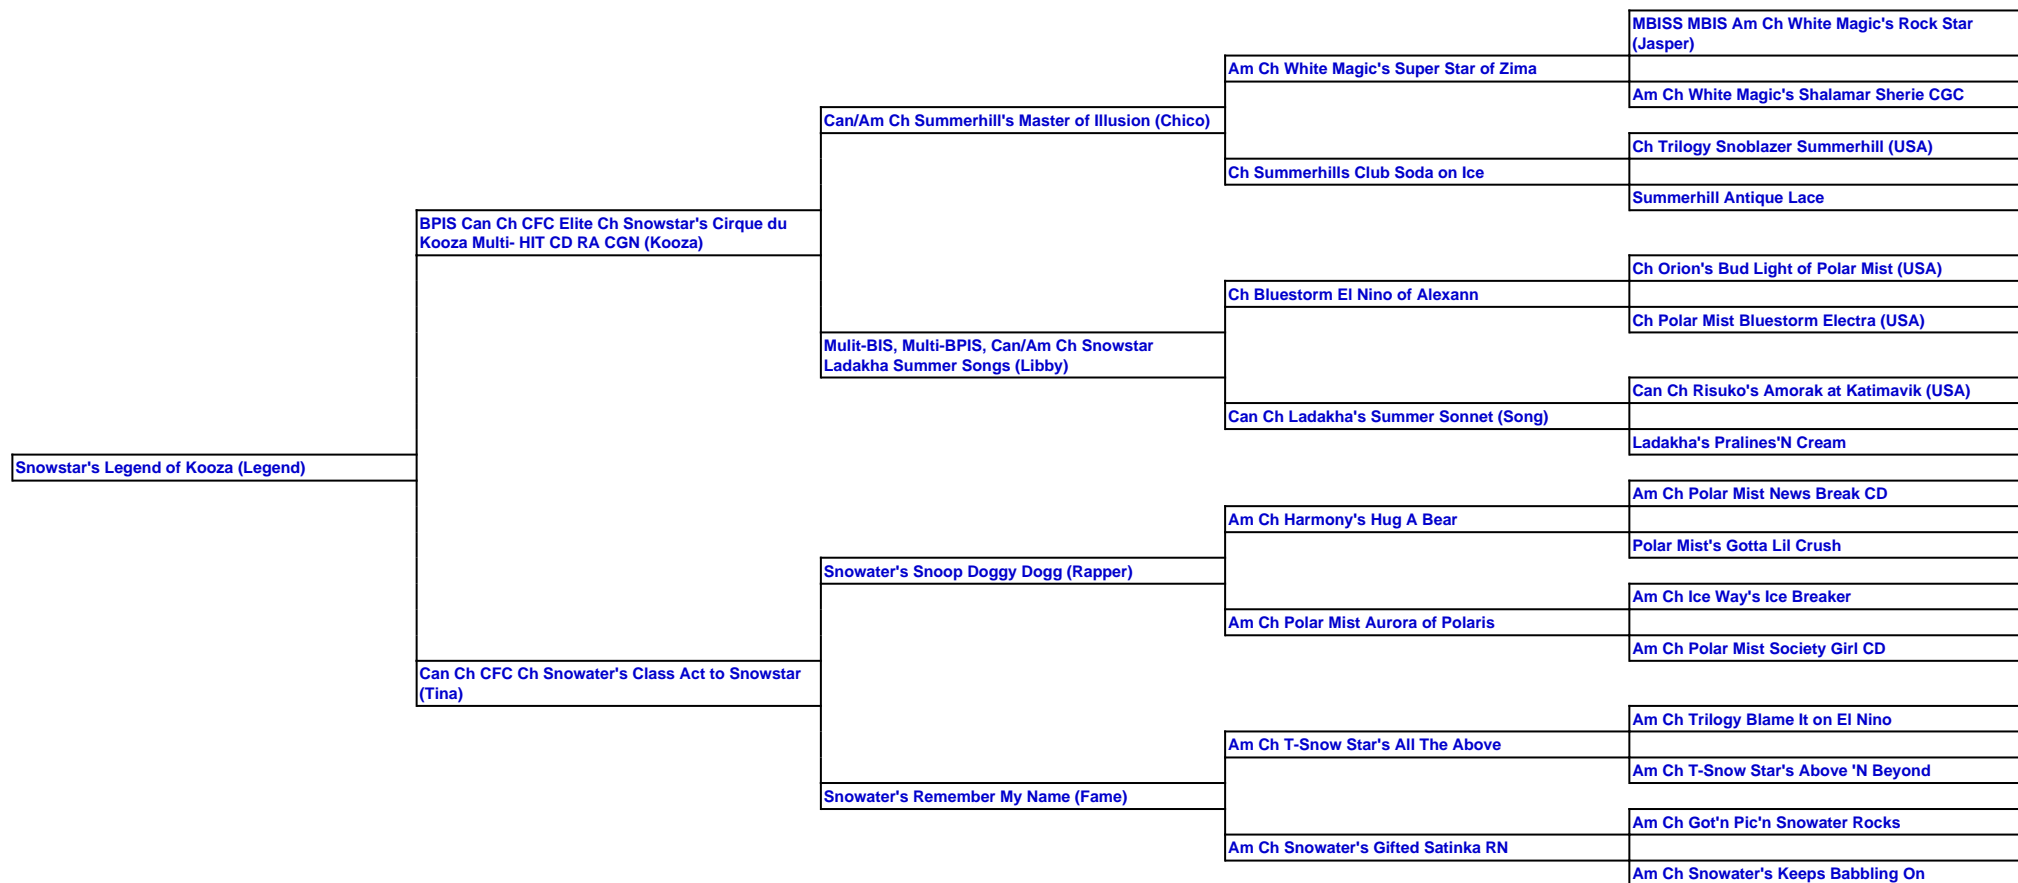 MBISS MBIS Am Ch White Magic's Rock Star
(Jasper)
Am Ch White Magic's Super Star of Zima
Am Ch White Magic's Shalamar Sherie CGC
Can/Am Ch Summerhill's Master of Illusion (Chico)
Ch Trilogy Snoblazer Summerhill (USA)
Ch Summerhills Club Soda on Ice
Summerhill Antique Lace
BPIS Can Ch CFC Elite Ch Snowstar's Cirque du
Kooza Multi- HIT CD RA CGN (Kooza)
Ch Orion's Bud Light of Polar Mist (USA)
Ch Bluestorm El Nino of Alexann
Ch Polar Mist Bluestorm Electra (USA)
Mulit-BIS, Multi-BPIS, Can/Am Ch Snowstar
Ladakha Summer Songs (Libby)
Can Ch Risuko's Amorak at Katimavik (USA)
Can Ch Ladakha's Summer Sonnet (Song)
Ladakha's Pralines'N Cream
Snowstar's Legend of Kooza (Legend)
Am Ch Polar Mist News Break CD
Am Ch Harmony's Hug A Bear
Polar Mist's Gotta Lil Crush
Snowater's Snoop Doggy Dogg (Rapper)
Am Ch Ice Way's Ice Breaker
Am Ch Polar Mist Aurora of Polaris
Am Ch Polar Mist Society Girl CD
Can Ch CFC Ch Snowater's Class Act to Snowstar
(Tina)
Am Ch Trilogy Blame It on El Nino
Am Ch T-Snow Star's All The Above
Am Ch T-Snow Star's Above 'N Beyond
Snowater's Remember My Name (Fame)
Am Ch Got'n Pic'n Snowater Rocks
Am Ch Snowater's Gifted Satinka RN
Am Ch Snowater's Keeps Babbling On